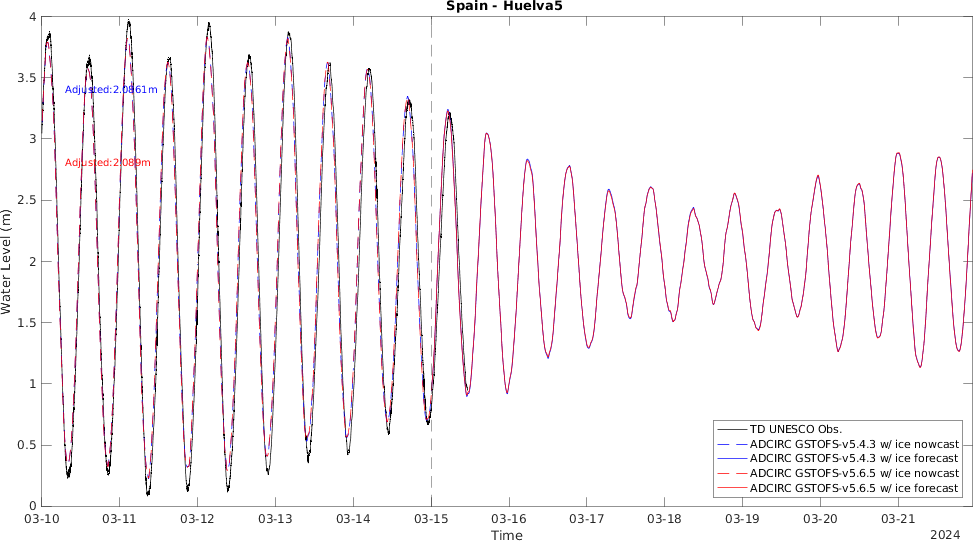 Spain - Huelva5
4
3.5
3
2.5
2
1.5
1
0.5
0
Water Level (m)
Adjusted:2.0861m
Adjusted:2.089m
TD UNESCO Obs.
ADCIRC GSTOFS-v5.4.3 w/ ice nowcast
ADCIRC GSTOFS-v5.4.3 w/ ice forecast
ADCIRC GSTOFS-v5.6.5 w/ ice nowcast
ADCIRC GSTOFS-v5.6.5 w/ ice forecast
03-10 03-11 03-12 03-13 03-14 03-15 03-16 03-17 03-18 03-19 03-20 03-21
Time
2024